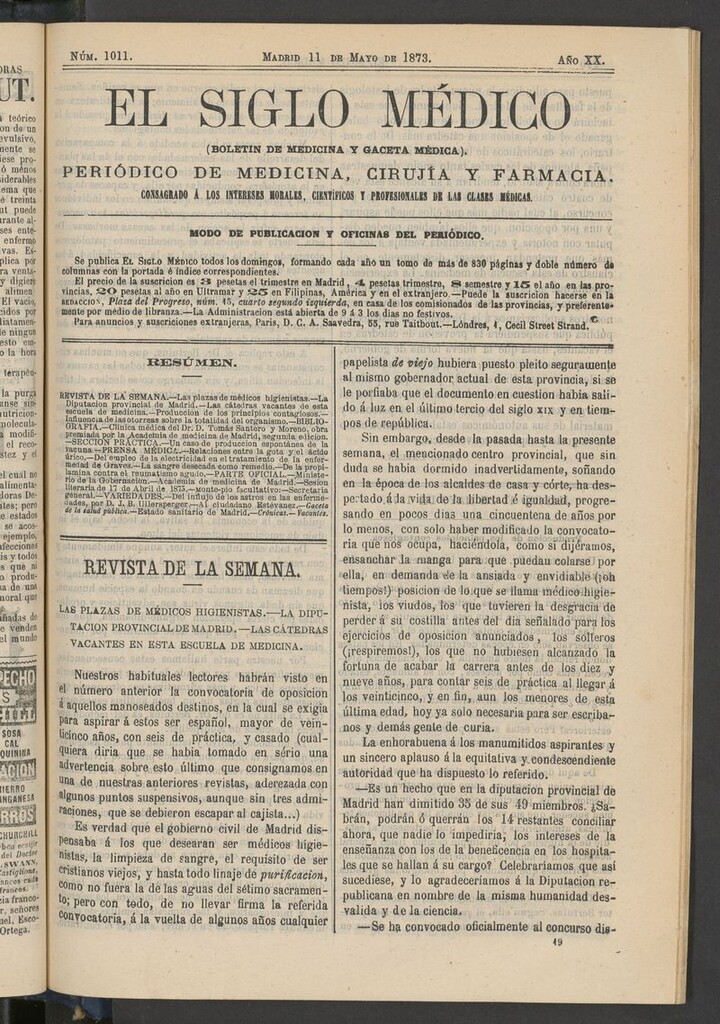 NÚM. 1011.
MADRID 11 DE MAYO DE 1873.
AÑO XX.
EL SIGLO MÉDICO
(BOLETIN DE MEDICINA Y GACETA MÉDICA).
PERIÓDICO DE MEDICINA, CIRUJÍA Y FARMACIA.
CONSAGRADO Á LOS INTERESES MORALES, CIENTÍFICOS Y PROFESIONALES DE LAS CLASES MÉDICAS.
MODO DE PUBLICACION Y OFICINAS DEL PERIÓDICO.
Se publica EL SIGLO MÉDICO todos los domingos, formando cada año un tomo de más de 830 páginas y doble número de
columnas con la portada é índice correspondientes.
El precio de la suscricion es 3 pesetas el trimestre en Madrid, 4 pesetas trimestre, 8 semestre y 15 el año en las pro-
vincias, 20 pesetas al año en Ultramar y 25 en Filipinas, América y en el extranjero.—Puede la suscricion hacerse en la
REDACCION, Plaza del Progreso, núm. 15, cuarto segundo izquierda, en casa de los comisionados de las provincias, y preferente-
mente por médio de libranza.—La Administracion está abierta de 9 á 3 los dias no festivos.
Para anuncios y suscriciones extranjeras, Paris, D. C. A. Saavedra, 55, rue Taitbout.—Lóndres, 1, Cecil Street Strand.
RESÚMEN.
REVISTA DE LA SEMANA.—Las plazas de médicos higienistas.—La
Diputacion provincial de Madrid.—Las cátedras vacantes de esta
escuela de medicina.—Produccion de los principios contagiosos.—
Influencia de las otorreas sobre la totalidad del organismo.—BIBLIO-
GRAFIA.—Clínica médica del Dr. D. Tomás Santero y Moreno, obra
premiada por la Academia de medicina de Madrid, segunda edicion.
—SECCION PRÁCTICA.—Un caso de produccion espontánea de la
vacuna.—PRENSA MÉDICA.—Relaciones entre la gota y el ácido
úrico.—Del empleo de la electricidad en el tratamiento de la enfer-
medad de Graves.—La sangre desecada como remedio.—De la propi-
lamina contra el reumatismo agudo.—PARTE OFICIAL.—Ministe-
rio de la Gobernacion.—Academia de medicina de Madrid.—Sesion
literaria del 17 de Abril de 1873.—Monte-pio facultativo:—Secretaría
general.—VARIEDADES.—Del influjo de los astros en las enferme-
dades, por D. J. B. Ullersperger.—Al ciudadano Estévanez.—Gaceta
de la salud pública.—Estado sanitario de Madrid.—Crónicas.—Vacantes.
REVISTA DE LA SEMANA.
LAS PLAZAS DE MÉDICOS HIGIENISTAS.—LA DIPU-
TACION PROVINCIAL DE MADRID.—LAS CÁTEDRAS
VACANTES EN ESTA ESCUELA DE MEDICINA.
Nuestros habituales lectores habrán visto en
el número anterior la convocatoria de oposicion
á aquellos manoseados destinos, en la cual se exigia
para aspirar á estos ser español, mayor de vein-
ticinco años, con seis de práctica, y casado (cual-
quiera diria que se habia tomado en sério una
advertencia sobre esto último que consignamos en
una de nuestras anteriores revistas, aderezada con
algunos puntos suspensivos, aunque sin tres admi-
raciones, que se debieron escapar al cajista...)
Es verdad que el gobierno civil de Madrid dis-
pensaba á los que desearan ser médicos higie-
nistas, la limpieza de sangre, el requisito de ser
cristianos viejos, y hasta todo linaje de purificacion,
como no fuera la de las aguas del sétimo sacramen-
to; pero con todo, de no llevar firma la referida
convocatoria, á la vuelta de algunos años cualquier
papelista de viejo hubiera puesto pleito seguramente
al mismo gobernador actual de esta provincia, si se
le porfiaba que el documento en cuestion habia sali-
do á luz en el último tercio del siglo XIX y en tiem-
pos de república.
Sin embargo, desde la pasada hasta la presente
semana, el mencionado centro provincial, que sin
duda se habia dormido inadvertidamente, soñando
en la época de los alcaldes de casa y córte, ha des-
pertado á la vida de la libertad é igualdad, progre-
sando en pocos dias una cincuentena de años por
lo menos, con solo haber modificado la convocato-
ria que nos ocupa, haciéndola, como si dijéramos,
ensanchar la manga para que puedan colarse por
ella, en demanda de la ansiada y envidiable (¡oh
tiempos!) posicion de lo que se llama médico higie-
nista, los viudos, los que tuvieren la desgracia de
perder á su costilla antes del dia señalado para los
ejercicios de oposicion anunciados, los solteros
(¡respiremos!), los que no hubiesen alcanzado la
fortuna de acabar la carrera antes de los diez y
nueve años, para contar seis de práctica al llegar á
los veinticinco, y en fin, aun los menores de esta
última edad, hoy ya solo necesaria para ser escriba-
nos y demás gente de curia.
La enhorabuena á los manumitidos aspirantes y
un sincero aplauso á la equitativa y condescendiente
autoridad que ha dispuesto lo referido.
—Es un hecho que en la diputacion provincial de
Madrid han dimitido 35 de sus 49 miembros. ¿Sa-
brán, podrán ó querrán los 14 restantes conciliar
ahora, que nadie lo impediria, los intereses de la
enseñanza con los de la beneficencia en los hospita-
les que se hallan á su cargo? Celebraríamos que así
sucediese, y lo agradeceríamos á la Diputacion re-
publicana en nombre de la misma humanidad des-
valida y de la ciencia.
—Se ha convocado oficialmente al concurso dis-
49